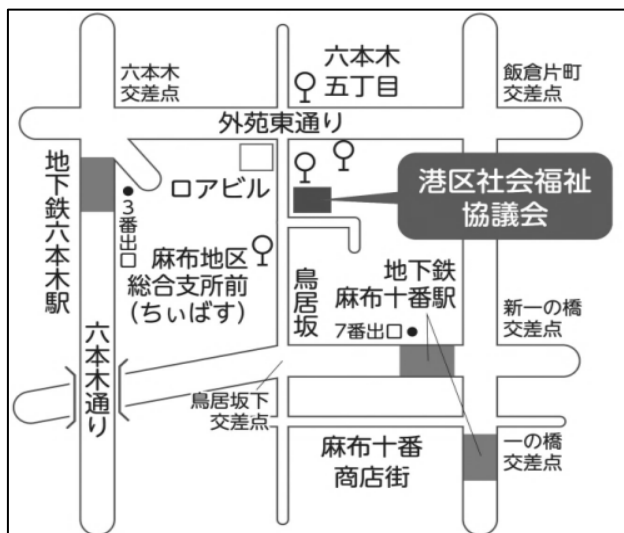 六本木
交差点
六本木
五丁目
飯倉片町
交差点
外苑東通り
地下鉄六本木駅
3番出口
ロアビル
港区社会福祉
協議会
麻布地区
総合支所前
(ちぃばす)
鳥居坂
地下鉄
麻布十番駅
7番出口
新一の橋
交差点
六本木通り
鳥居坂下
交差点
麻布十番
商店街
一の橋
交差点